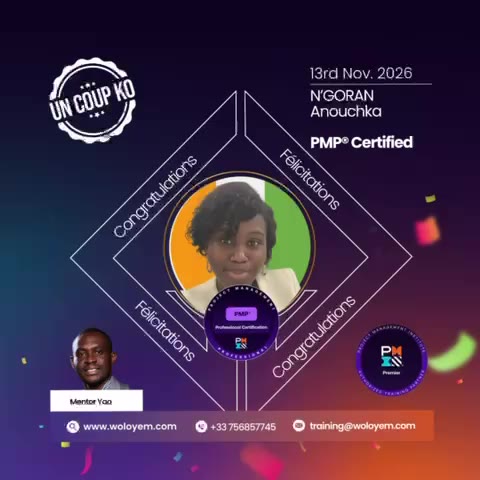 UN COUP KO
13rd Nov. 2026
N'GORAN
Anouchka
PMP® Certified
Congratulations
Félicitations
Félicitations
Congratulations
PMP®
Professional Certification
Premier
Mentor Yao
www.woloyem.com
+33 756857745
training@woloyem.com